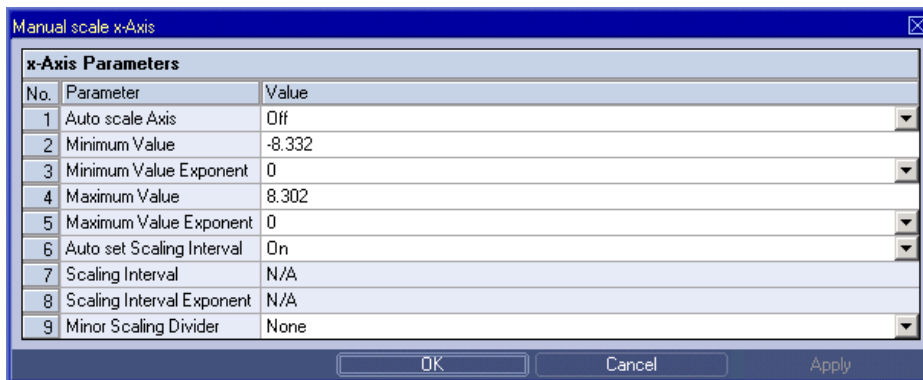 Manual scale x-Axis
x-Axis Parameters
No. Parameter Value
1 Auto scale Axis Off
2 Minimum Value -8.332
3 Minimum Value Exponent 0
4 Maximum Value 8.302
5 Maximum Value Exponent 0
6 Auto set Scaling Interval On
7 Scaling Interval N/A
8 Scaling Interval Exponent N/A
9 Minor Scaling Divider None
OK Cancel Apply